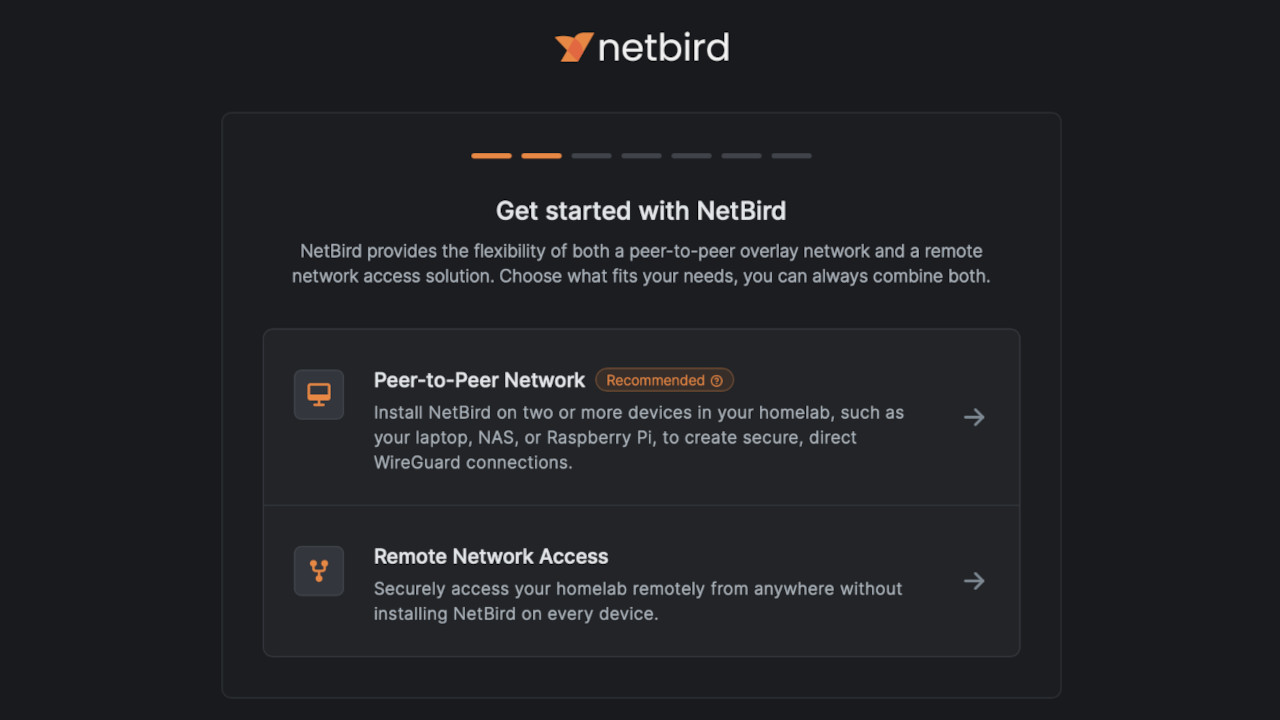 netbird
Get started with NetBird
NetBird provides the flexibility of both a peer-to-peer overlay network and a remote
network access solution. Choose what fits your needs, you can always combine both.
Peer-to-Peer Network Recommended
Install NetBird on two or more devices in your homelab, such as
your laptop, NAS, or Raspberry Pi, to create secure, direct
WireGuard connections.
Remote Network Access
Securely access your homelab remotely from anywhere without
installing NetBird on every device.